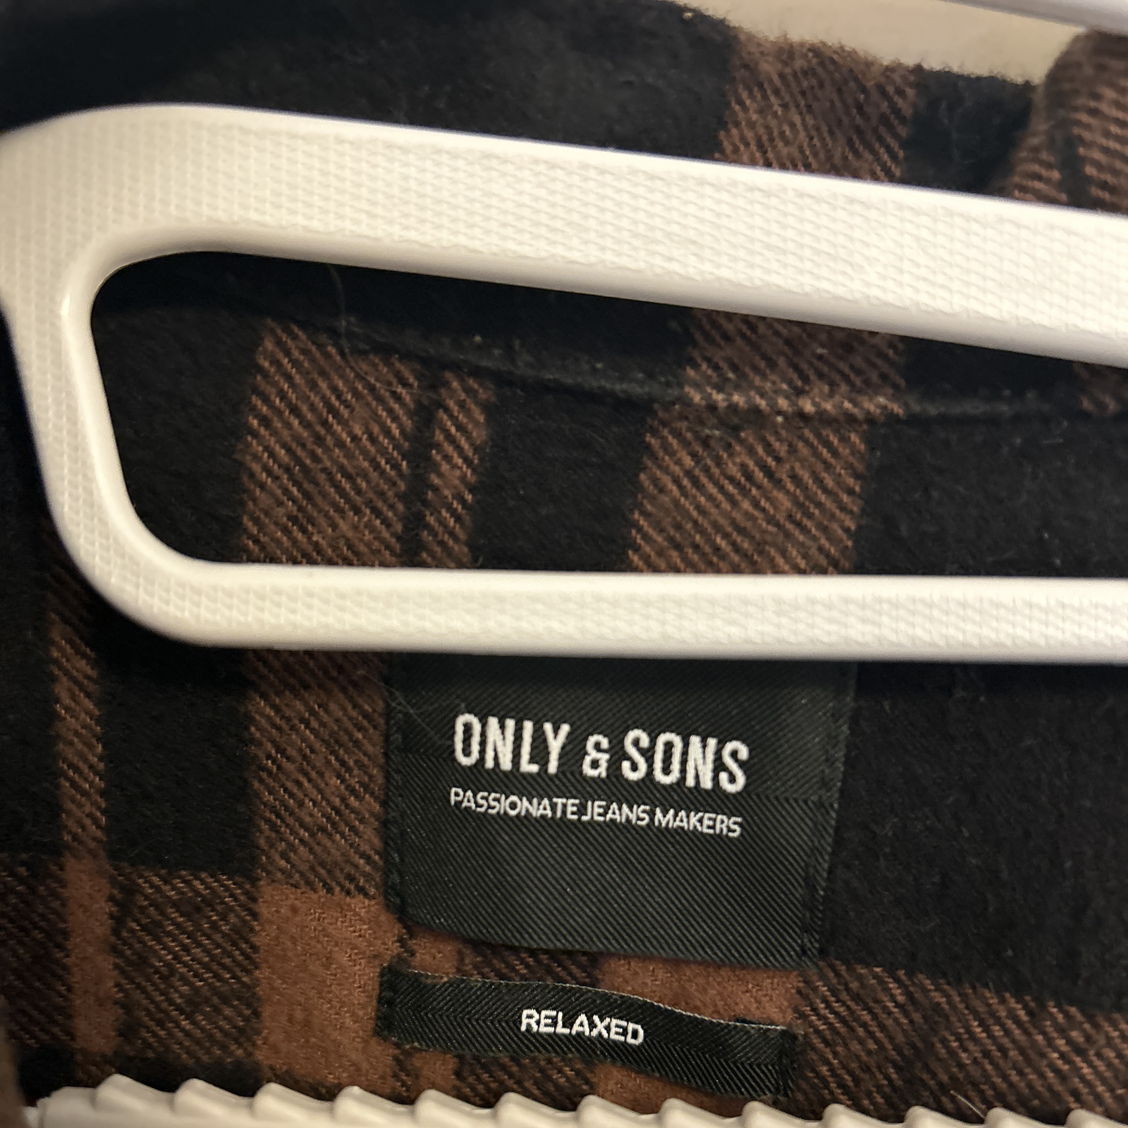 ONLY & SONS
PASSIONATE JEANS MAKERS
RELAXED